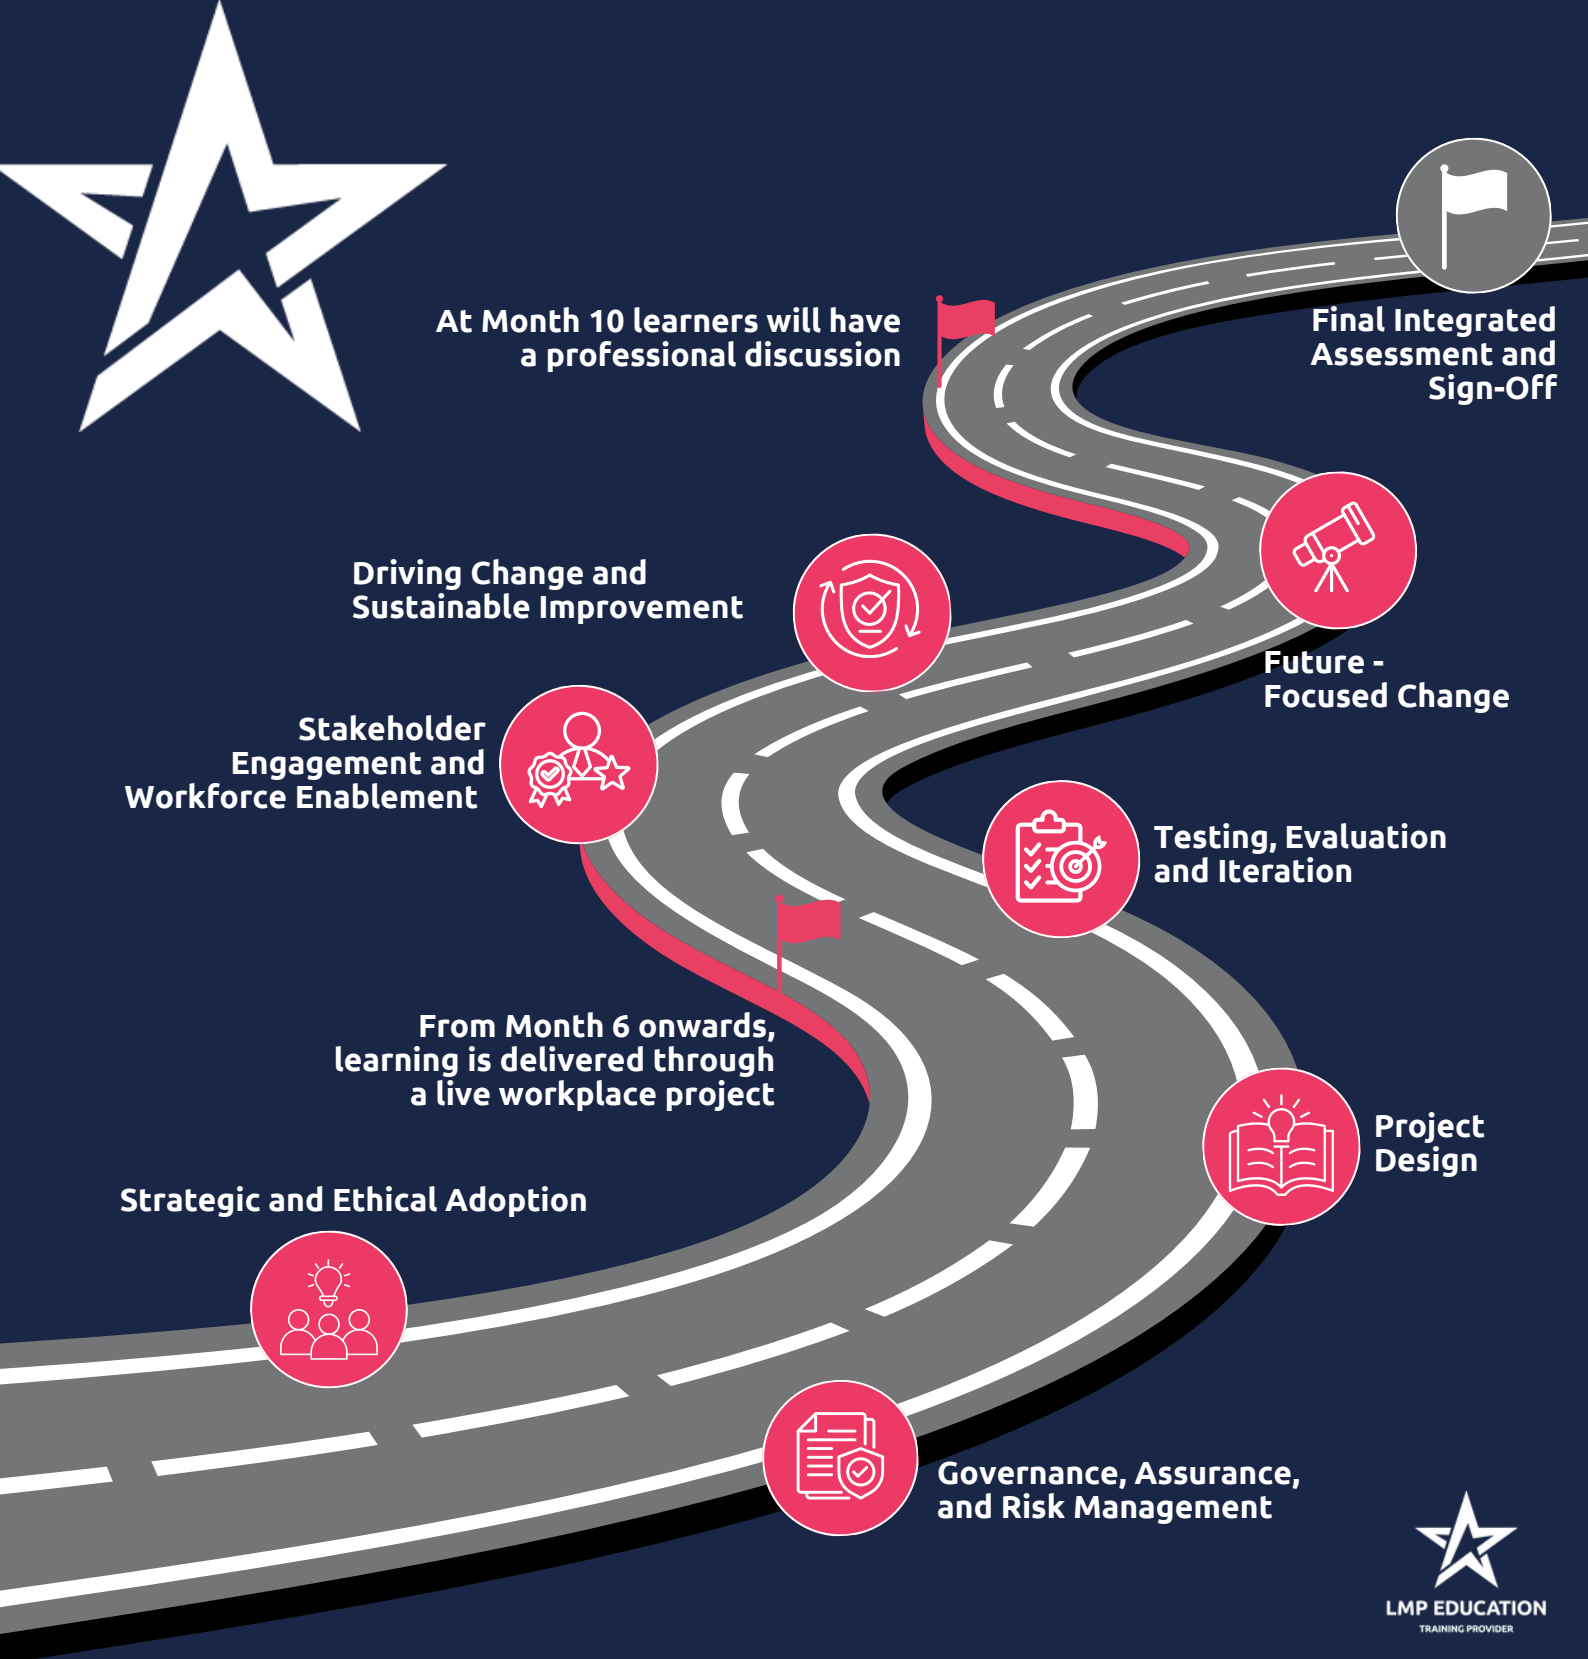 At Month 10 learners will have
a professional discussion
Final Integrated
Assessment and
Sign-Off
Driving Change and
Sustainable Improvement
Future -
Focused Change
Stakeholder
Engagement and
Workforce Enablement
Testing, Evaluation
and Iteration
From Month 6 onwards,
learning is delivered through
a live workplace project
Project
Design
Strategic and Ethical Adoption
Governance, Assurance,
and Risk Management
LMP EDUCATION
TRAINING PROVIDER